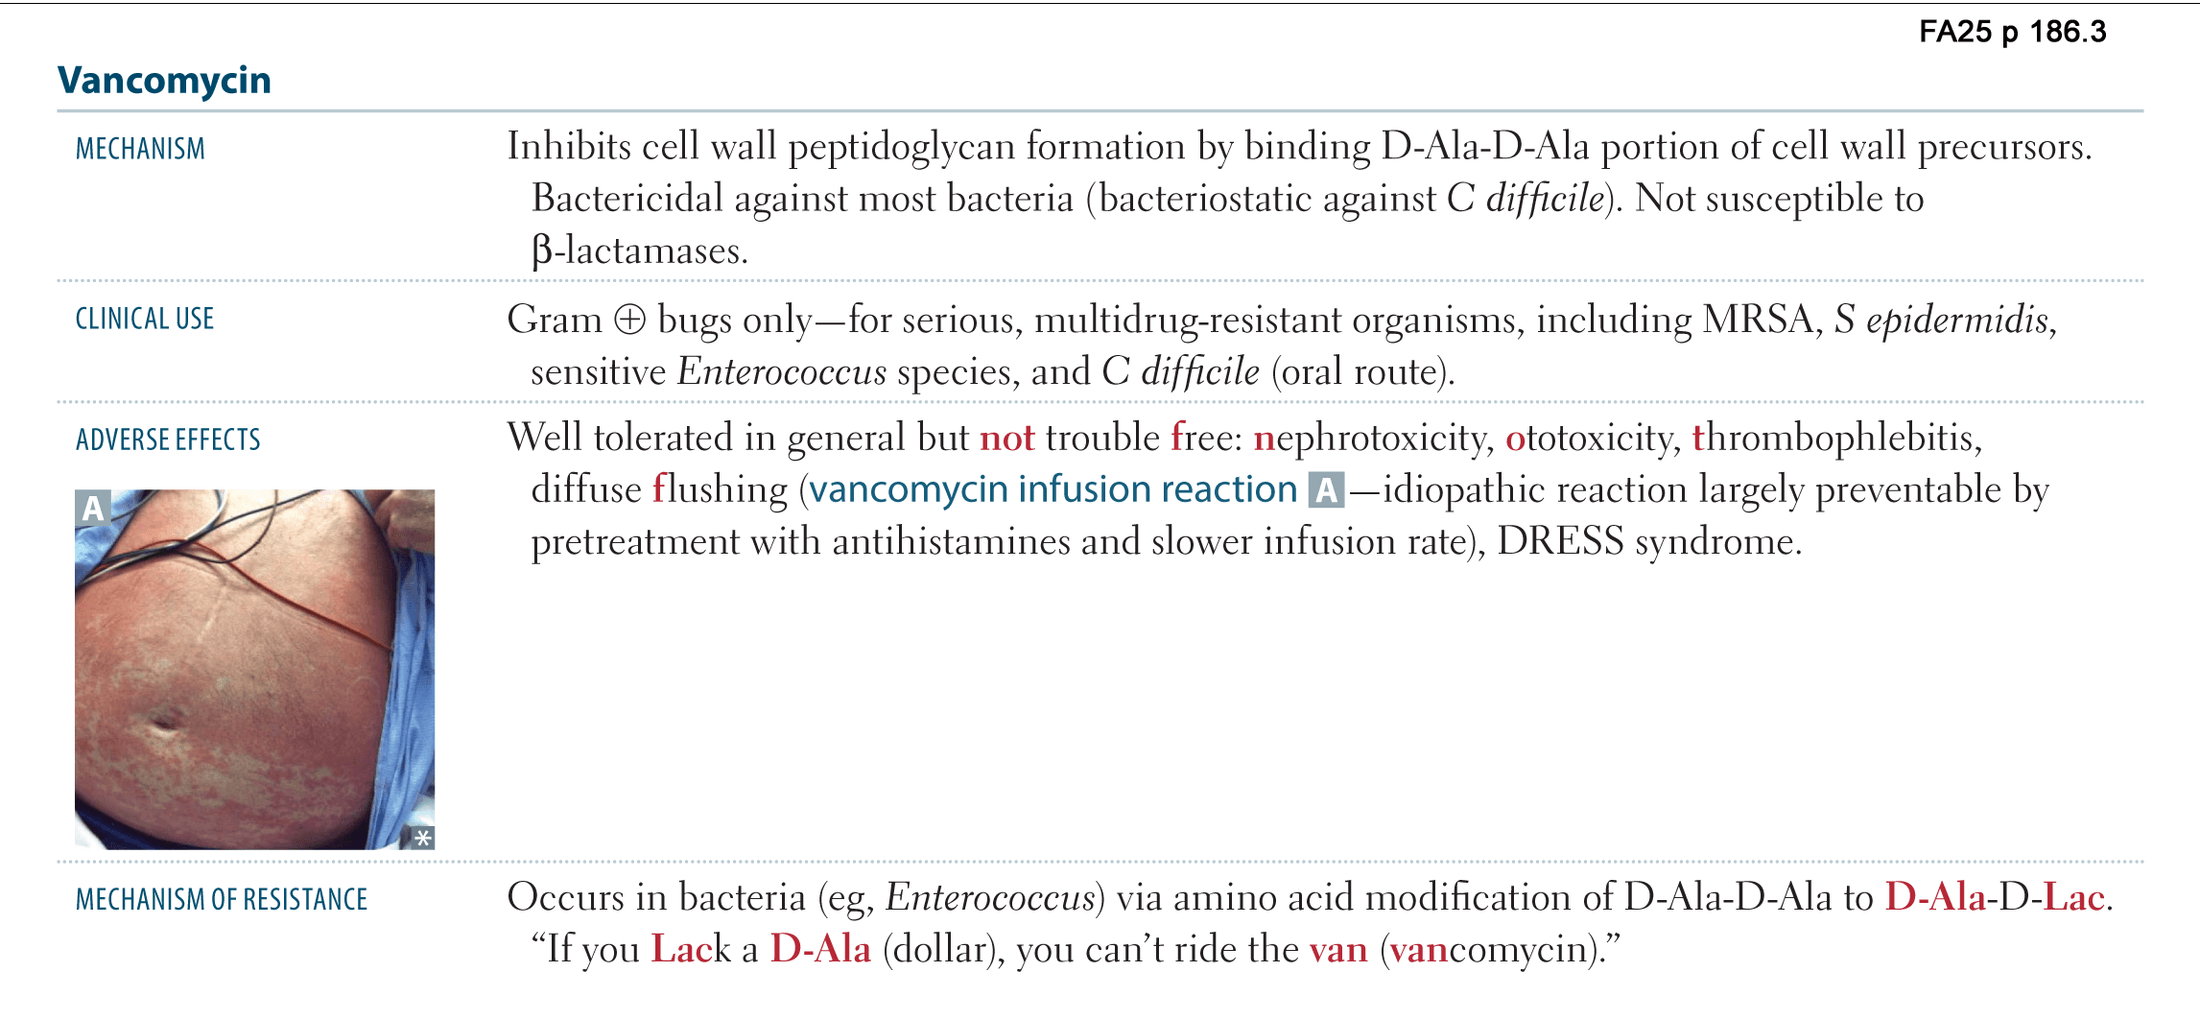 FA25 p 186.3
Vancomycin
MECHANISM
Inhibits cell wall peptidoglycan formation by binding D-Ala-D-Ala portion of cell wall precursors.
Bactericidal against most bacteria (bacteriostatic against C difficile). Not susceptible to
β-lactamases.
CLINICAL USE
Gram ⊕ bugs only—for serious, multidrug-resistant organisms, including MRSA, S epidermidis,
sensitive Enterococcus species, and C difficile (oral route).
ADVERSE EFFECTS
Well tolerated in general but not trouble free: nephrotoxicity, ototoxicity, thrombophlebitis,
diffuse flushing (vancomycin infusion reaction A—idiopathic reaction largely preventable by
pretreatment with antihistamines and slower infusion rate), DRESS syndrome.
A
*
MECHANISM OF RESISTANCE
Occurs in bacteria (eg, Enterococcus) via amino acid modification of D-Ala-D-Ala to D-Ala-D-Lac.
“If you Lack a D-Ala (dollar), you can’t ride the van (vancomycin).”